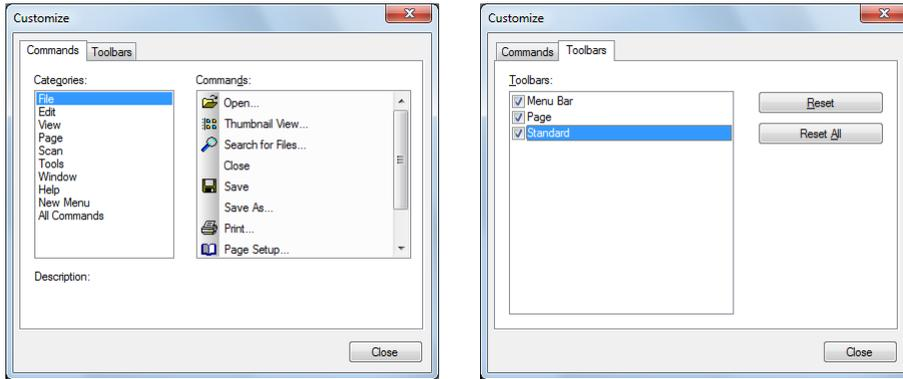 Customize
Commands Toolbars
Categories: Commands:
File
Edit
View
Page
Scan
Tools
Window
Help
New Menu
All Commands
Open...
Thumbnail View...
Search for Files...
Close
Save
Save As...
Print...
Page Setup...
Description:
Close
Customize
Commands Toolbars
Toolbars:
Menu Bar
Page
Standard
Reset
Reset All
Close